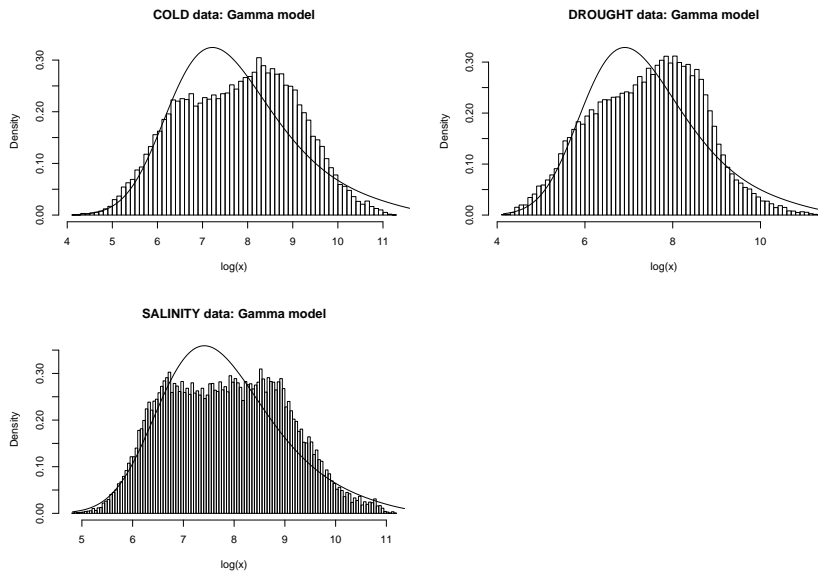 COLD data: Gamma model
Density
0.00 0.10 0.20 0.30
4 5 6 7 8 9 10 11
log(x)
DROUGHT data: Gamma model
Density
0.00 0.10 0.20 0.30
4 6 8 10
log(x)
SALINITY data: Gamma model
Density
0.00 0.10 0.20 0.30
5 6 7 8 9 10 11
log(x)